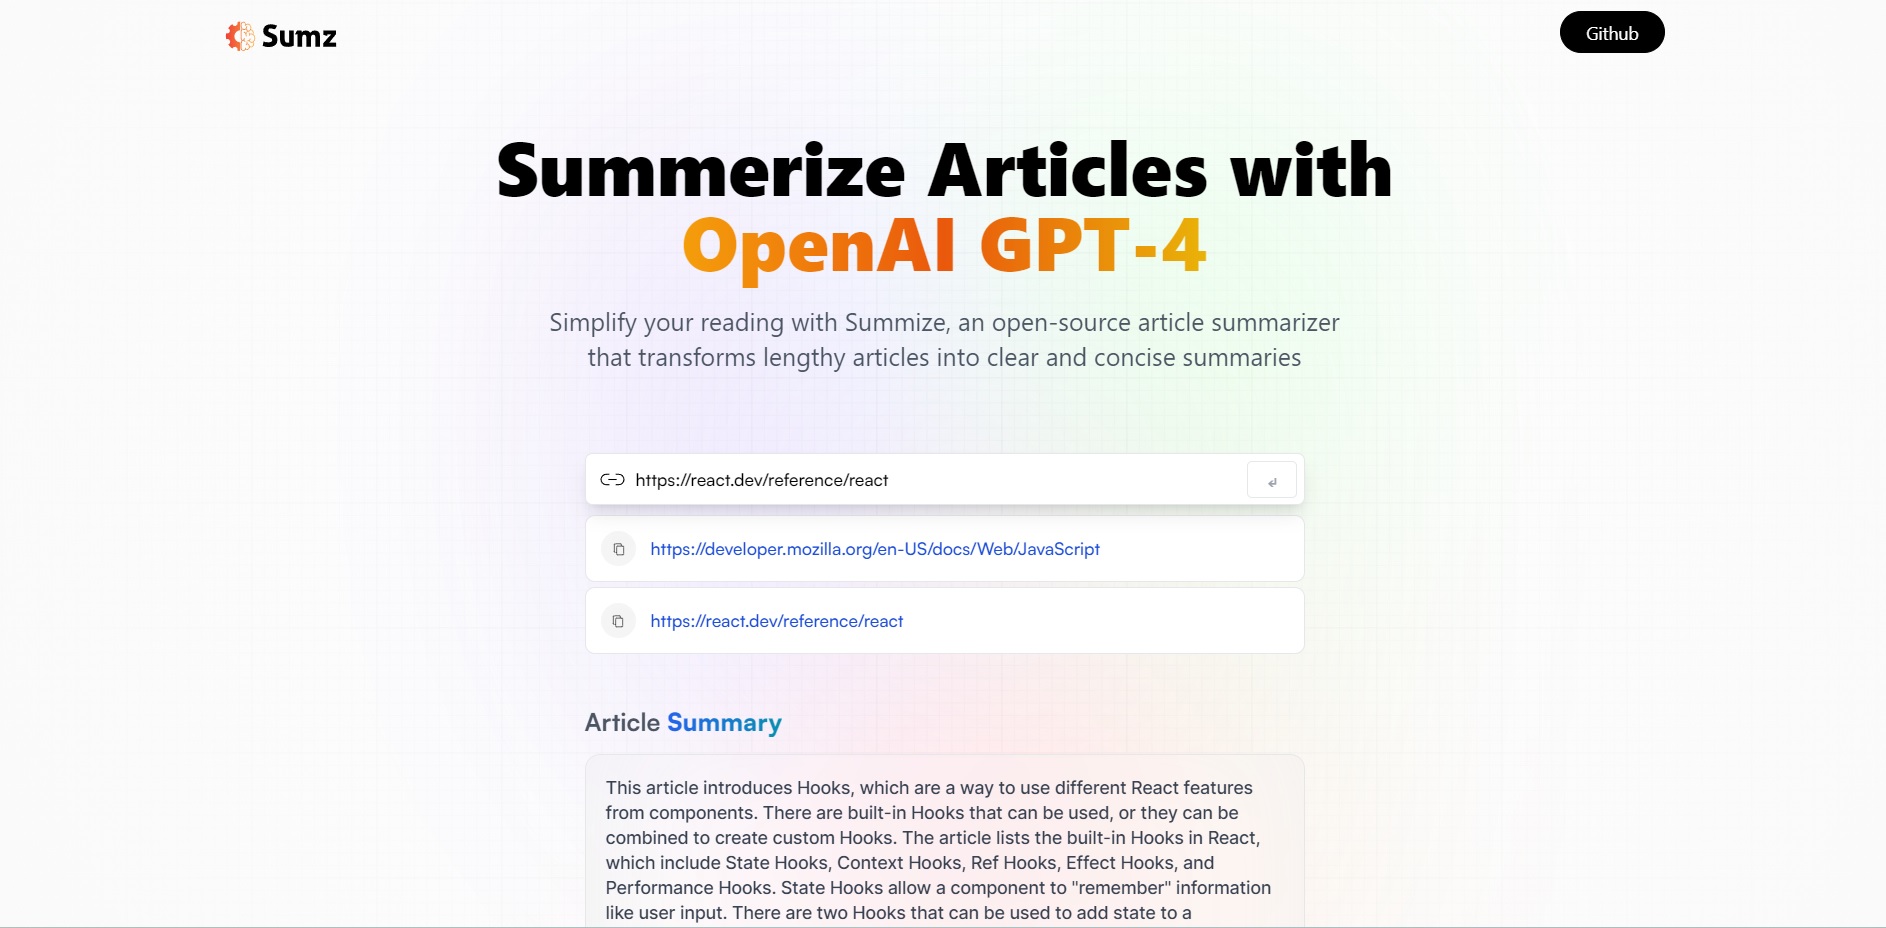 Sumz
Github
Summerize Articles with
OpenAI GPT-4
Simplify your reading with Summize, an open-source article summarizer
that transforms lengthy articles into clear and concise summaries
https://react.dev/reference/react
https://developer.mozilla.org/en-US/docs/Web/JavaScript
https://react.dev/reference/react
Article Summary
This article introduces Hooks, which are a way to use different React features
from components. There are built-in Hooks that can be used, or they can be
combined to create custom Hooks. The article lists the built-in Hooks in React,
which include State Hooks, Context Hooks, Ref Hooks, Effect Hooks, and
Performance Hooks. State Hooks allow a component to "remember" information
like user input. There are two Hooks that can be used to add state to a